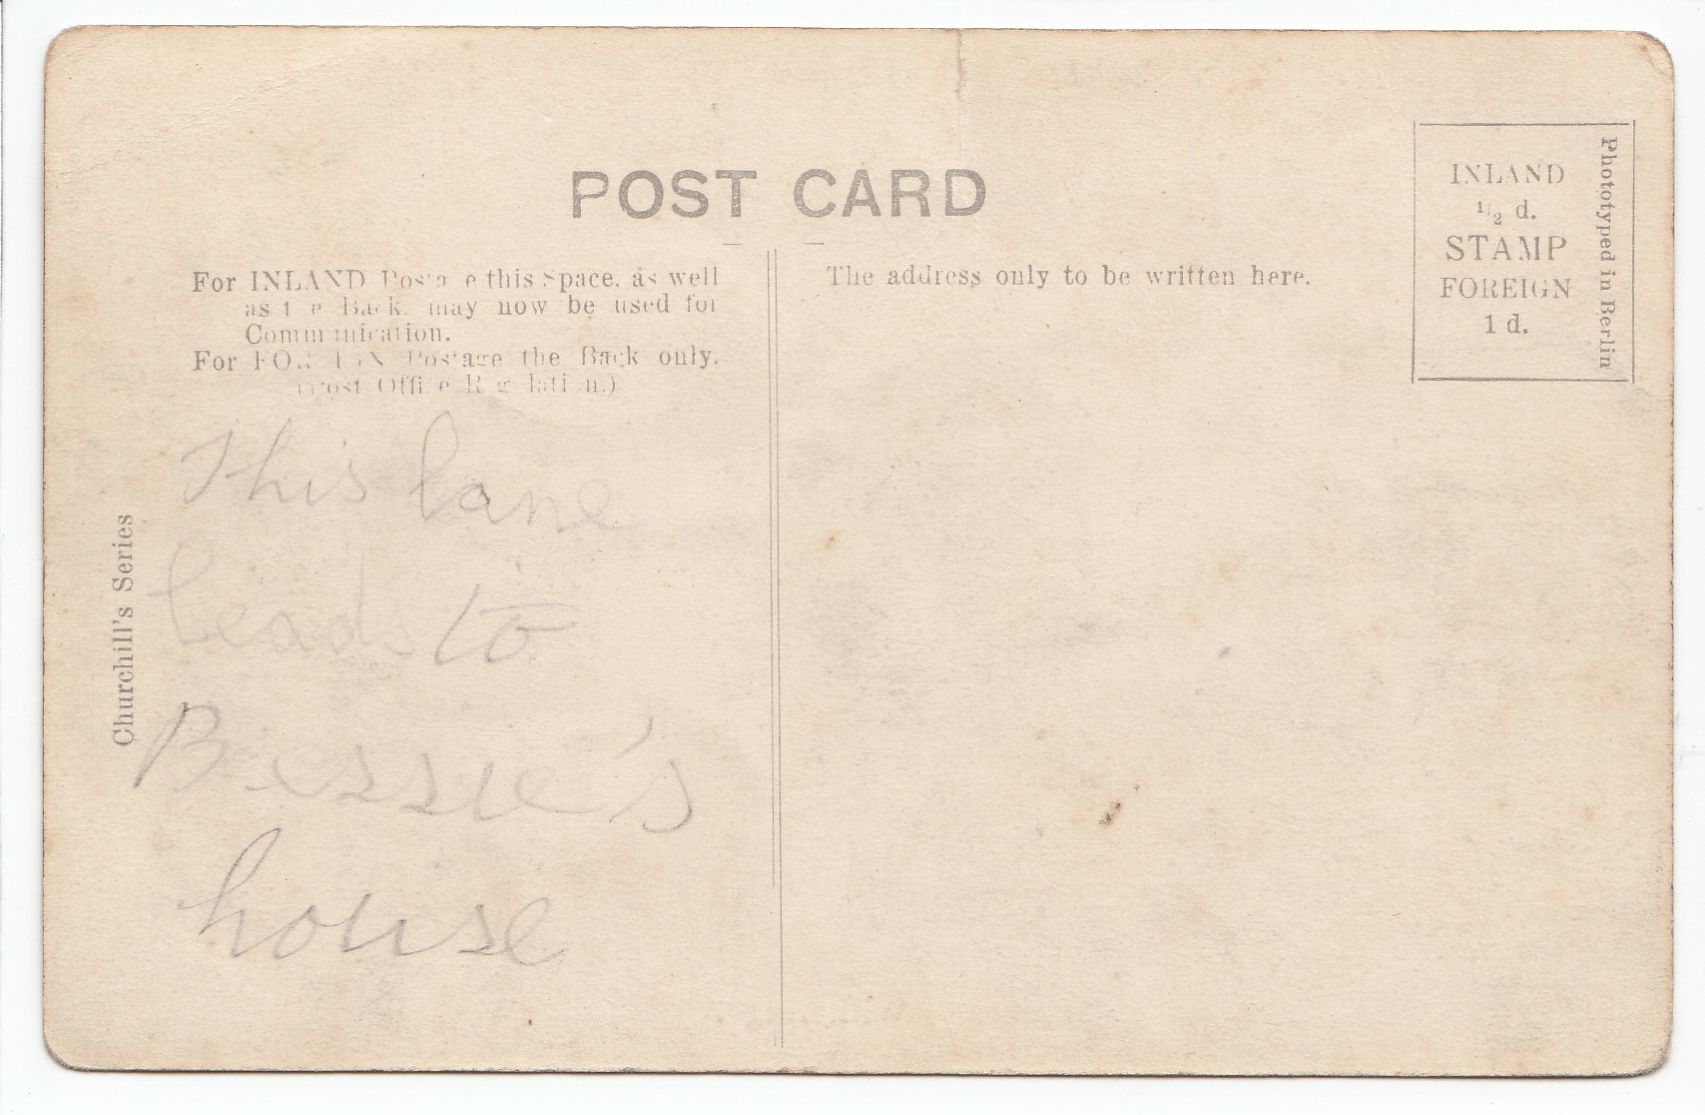 POST CARD
For INLAND Postage this Space, as well
as the Back, may now be used for
Communication.
For FOREIGN Postage the Back only.
(Post Office Regulation.)
The address only to be written here.
INLAND
1/2 d.
STAMP
FOREIGN
1 d.
Phototyped in Berlin
Churchill's Series
This lane
leads to
Bessie's
house